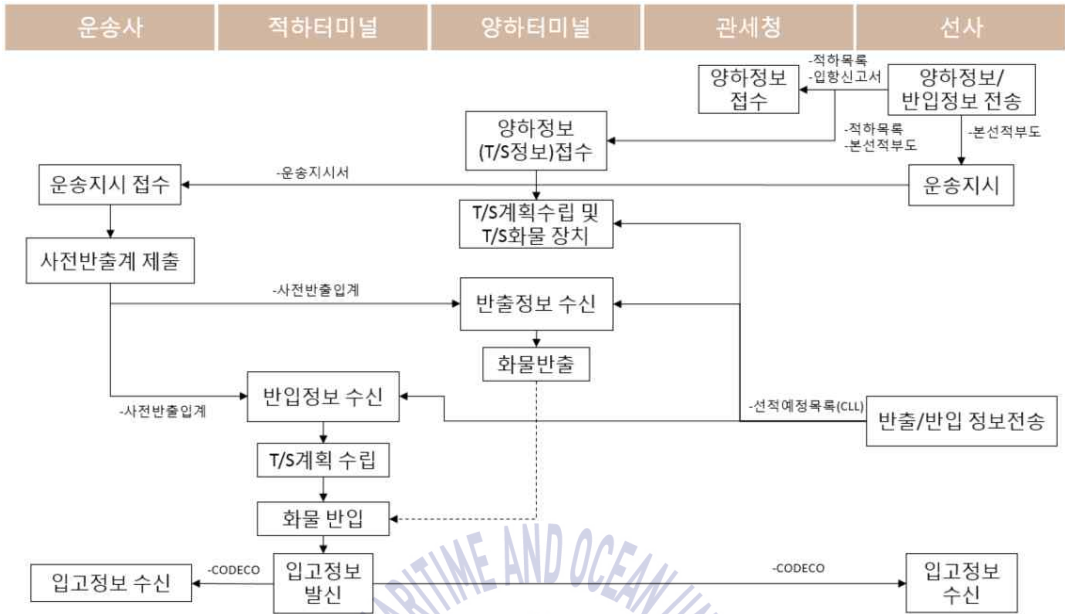 운송사
적하터미널
양하터미널
관세청
선사
-적하목록
-입항신고서
양하정보
접수
양하정보/
반입정보 전송
양하정보
(T/S정보)접수
-적하목록
-본선적부도
-본선적부도
운송지시 접수
-운송지시서
운송지시
T/S계획수립 및
T/S화물 장치
사전반출계 제출
-사전반출입계
반출정보 수신
화물반출
-사전반출입계
반입정보 수신
-선적예정목록(CLL)
반출/반입 정보전송
T/S계획 수립
화물 반입
입고정보 수신
-CODECO
입고정보
발신
-CODECO
입고정보
수신
RITIME AND OCEAN UNI